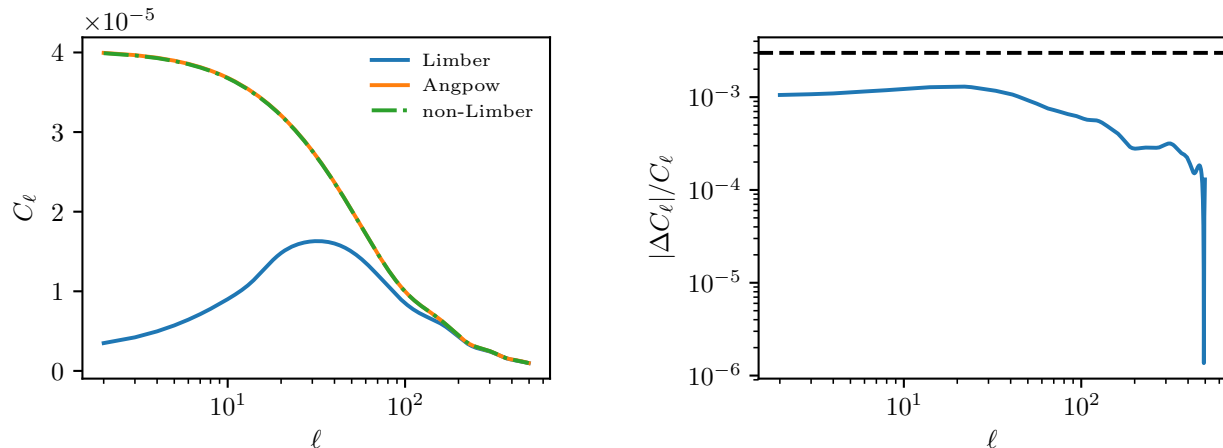 ×10⁻⁵
4
3
2
1
0
C_ℓ
10¹
10²
ℓ
Limber
Angpow
non-Limber
10⁻³
10⁻⁴
10⁻⁵
10⁻⁶
|ΔC_ℓ|/C_ℓ
10¹
10²
ℓ